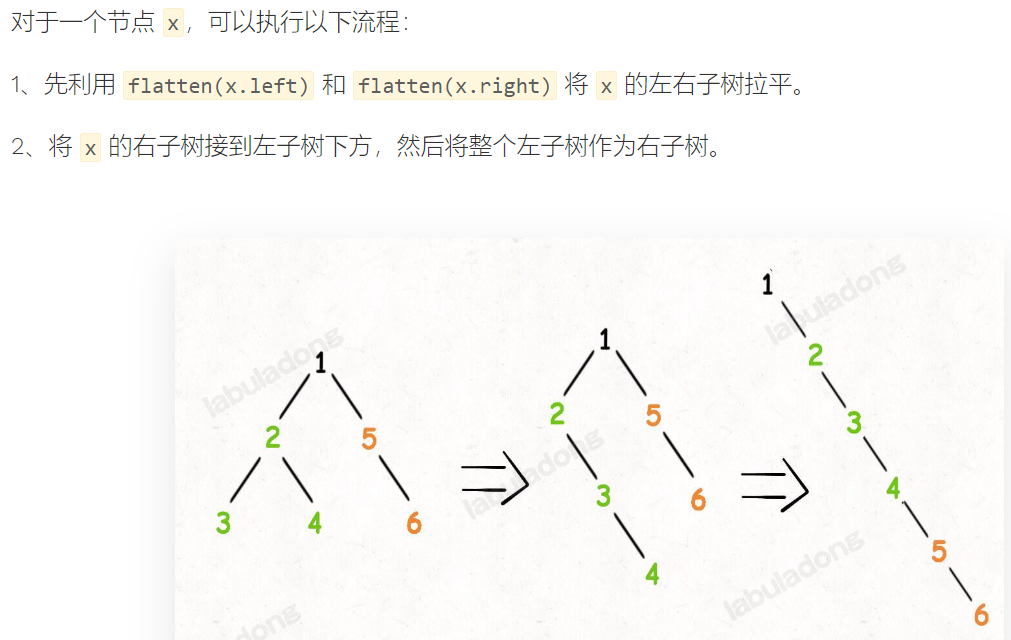 对于一个节点 x，可以执行以下流程：
1、先利用 flatten(x.left) 和 flatten(x.right) 将 x 的左右子树拉平。
2、将 x 的右子树接到左子树下方，然后将整个左子树作为右子树。
labuladong
labuladong
labuladong
labuladong
dong
1
2
5
3
4
6
1
2
5
3
6
4
1
2
3
4
5
6